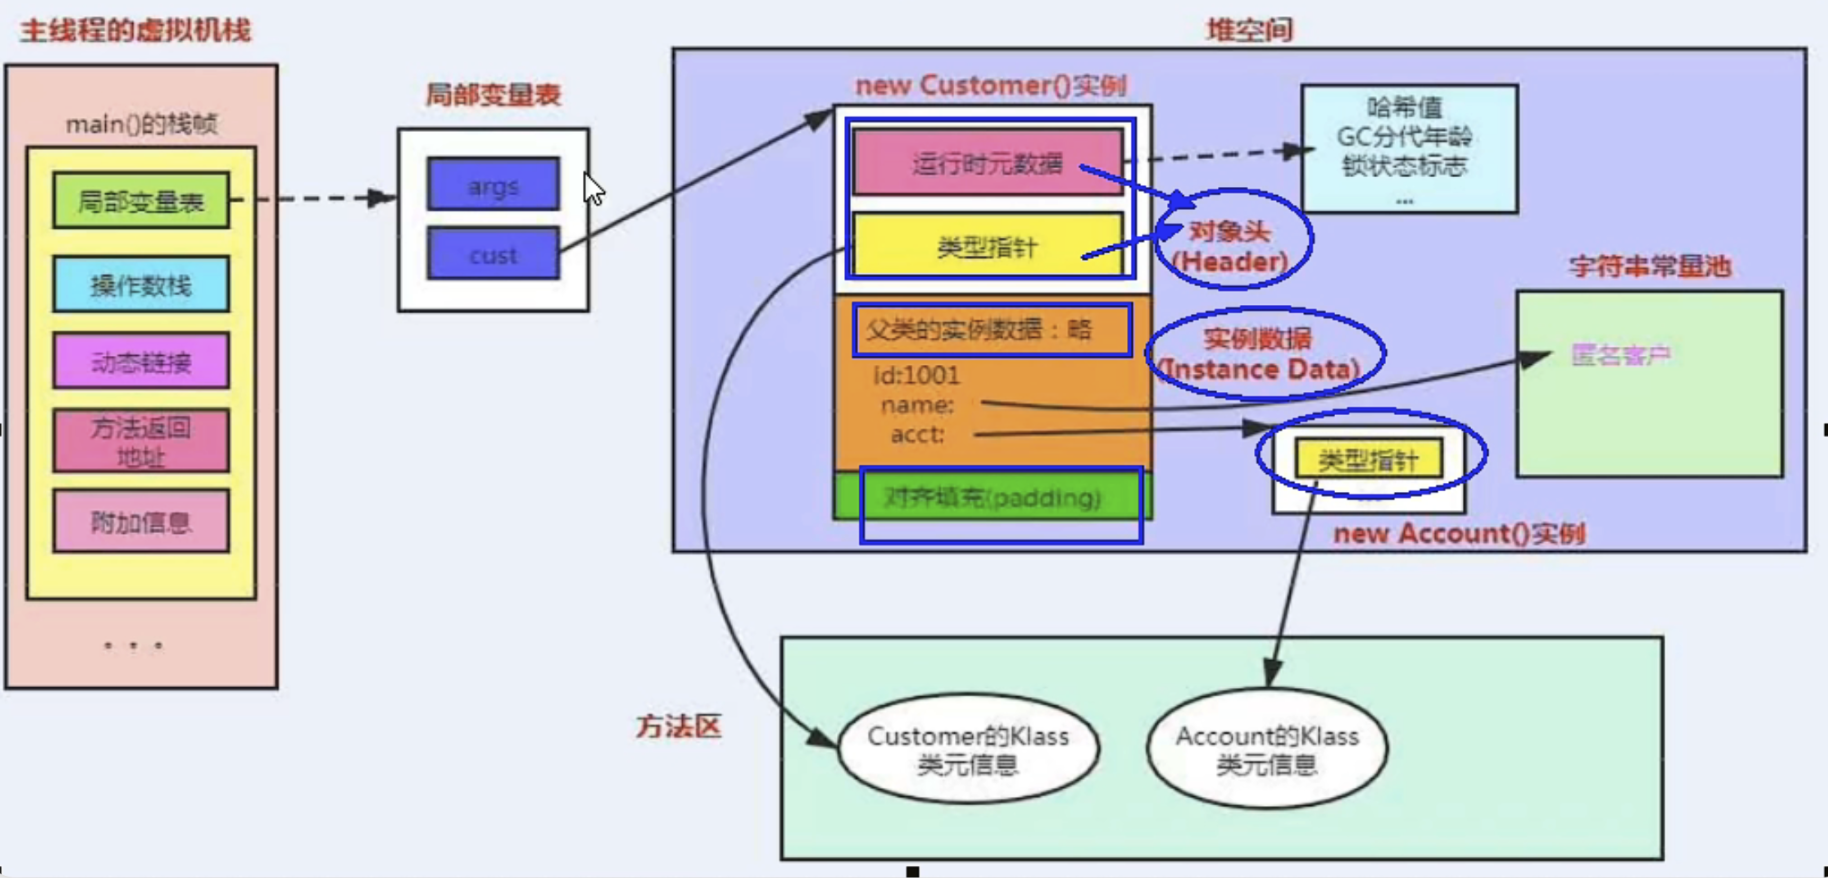 主线程的虚拟机栈
main()的栈帧
局部变量表
操作数栈
动态链接
方法返回
地址
附加信息
局部变量表
args
cust
堆空间
new Customer()实例
运行时元数据
类型指针
父类的实例数据：略
id:1001
name:
acct:
对齐填充(padding)
哈希值
GC分代年龄
锁状态标志
...
对象头
(Header)
实例数据
(Instance Data)
字符串常量池
匿名客户
类型指针
...
new Account()实例
方法区
Customer的Klass
类元信息
Account的Klass
类元信息